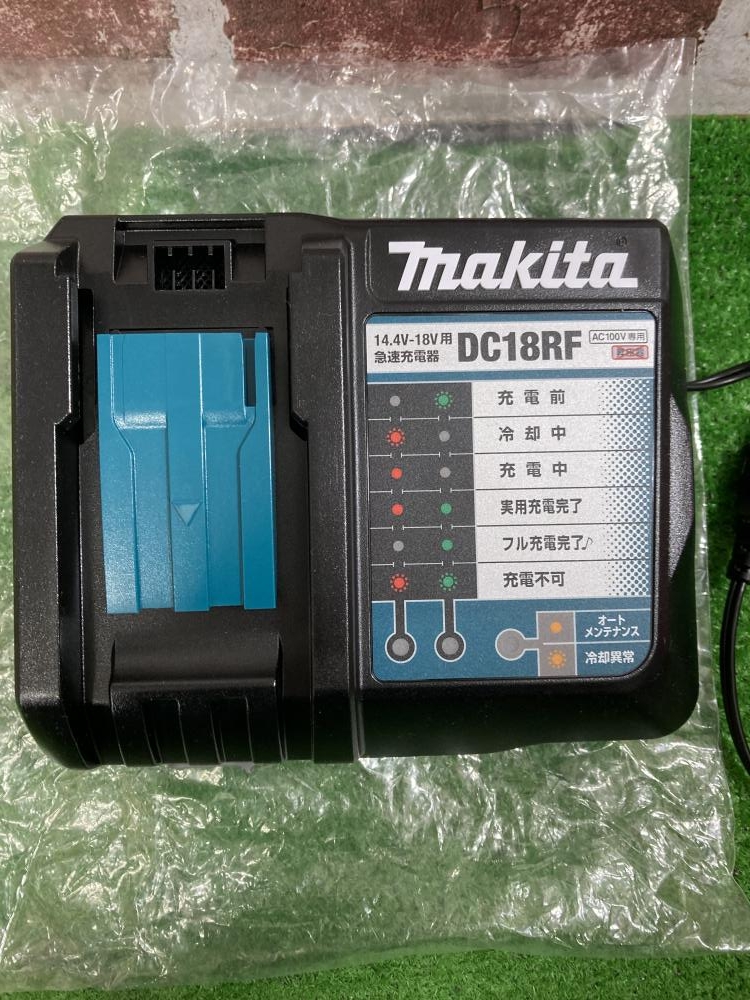 makita
14.4V-18V用
急速充電器
DC18RF
AC100V専用
充電前
冷却中
充電中
実用充電完了
フル充電完了♪
充電不可
オート
メンテナンス
冷却異常